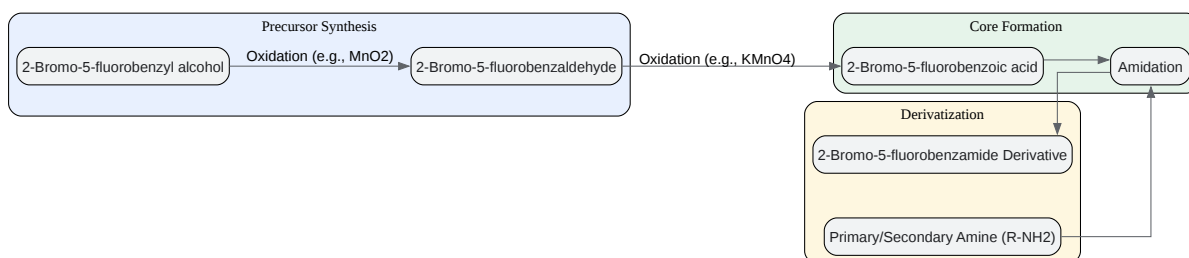 Precursor Synthesis
2-Bromo-5-fluorobenzyl alcohol
Oxidation (e.g., MnO2)
2-Bromo-5-fluorobenzaldehyde
Oxidation (e.g., KMnO4)
Core Formation
2-Bromo-5-fluorobenzoic acid
Amidation
Derivatization
2-Bromo-5-fluorobenzamide Derivative
Primary/Secondary Amine (R-NH2)